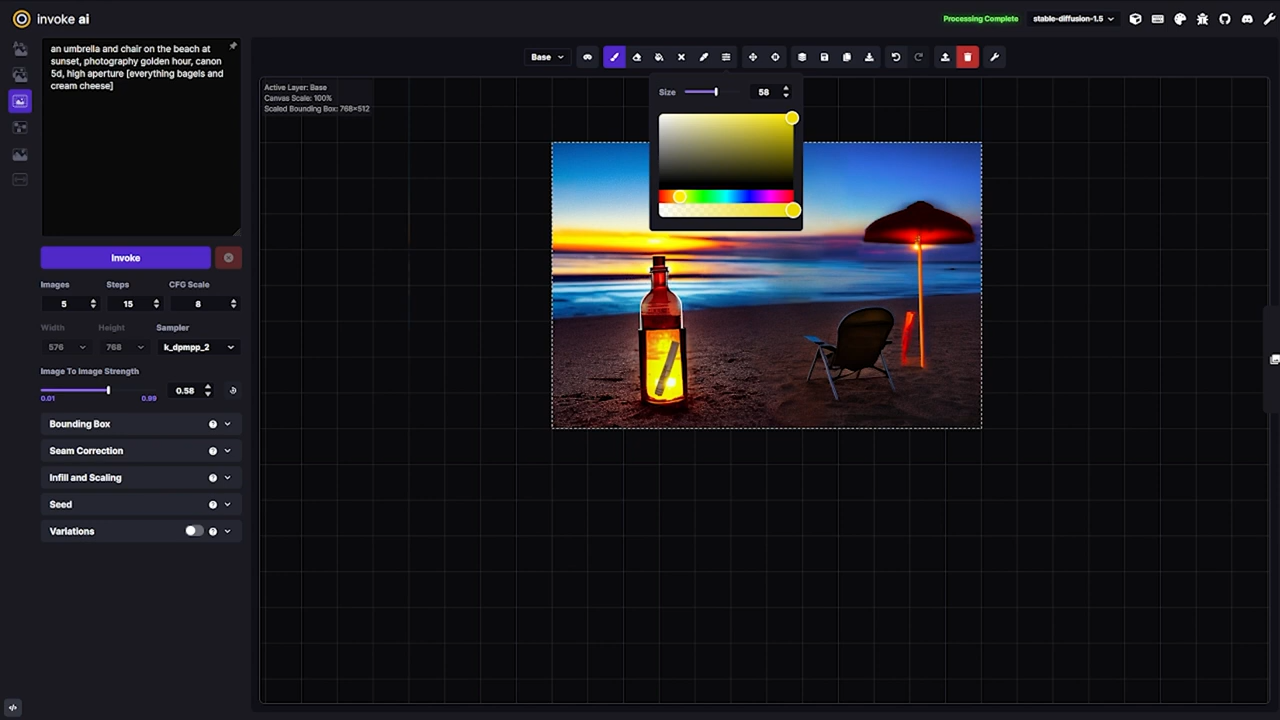 invoke ai
Processing Complete
stable-diffusion-1.5
an umbrella and chair on the beach at
sunset, photography golden hour, canon
5d, high aperture [everything bagels and
cream cheese]
Base
Active Layer: Base
Canvas Scale: 100%
Scaled Bounding Box: 768×512
Size
58
Invoke
Images
Steps
CFG Scale
5
15
8
Width
Height
Sampler
576
768
k_dpmpp_2
Image To Image Strength
0.58
0.01
0.99
Bounding Box
Seam Correction
Infill and Scaling
Seed
Variations